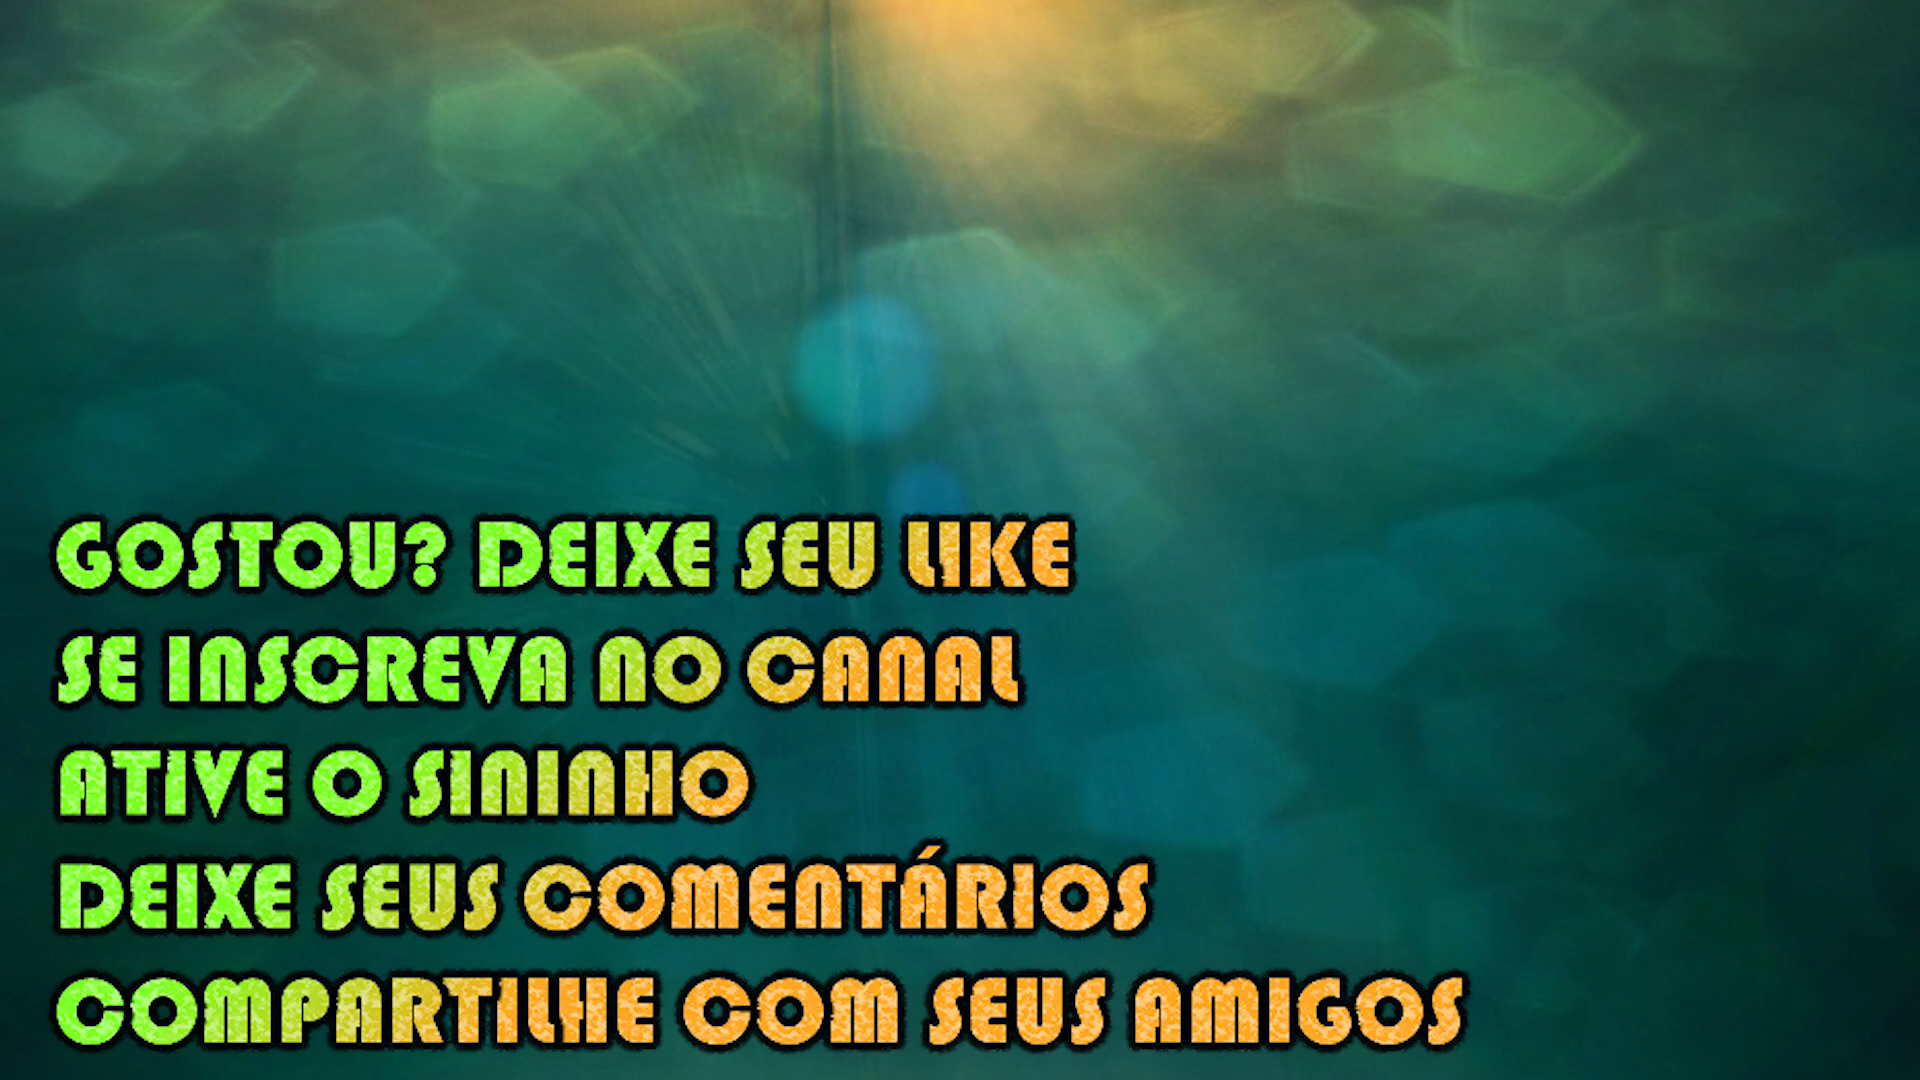 GOSTOU? DEIXE SEU LIKE
SE INSCREVA NO CANAL
ATIVE O SININHO
DEIXE SEUS COMENTÁRIOS
COMPARTILHE COM SEUS AMIGOS